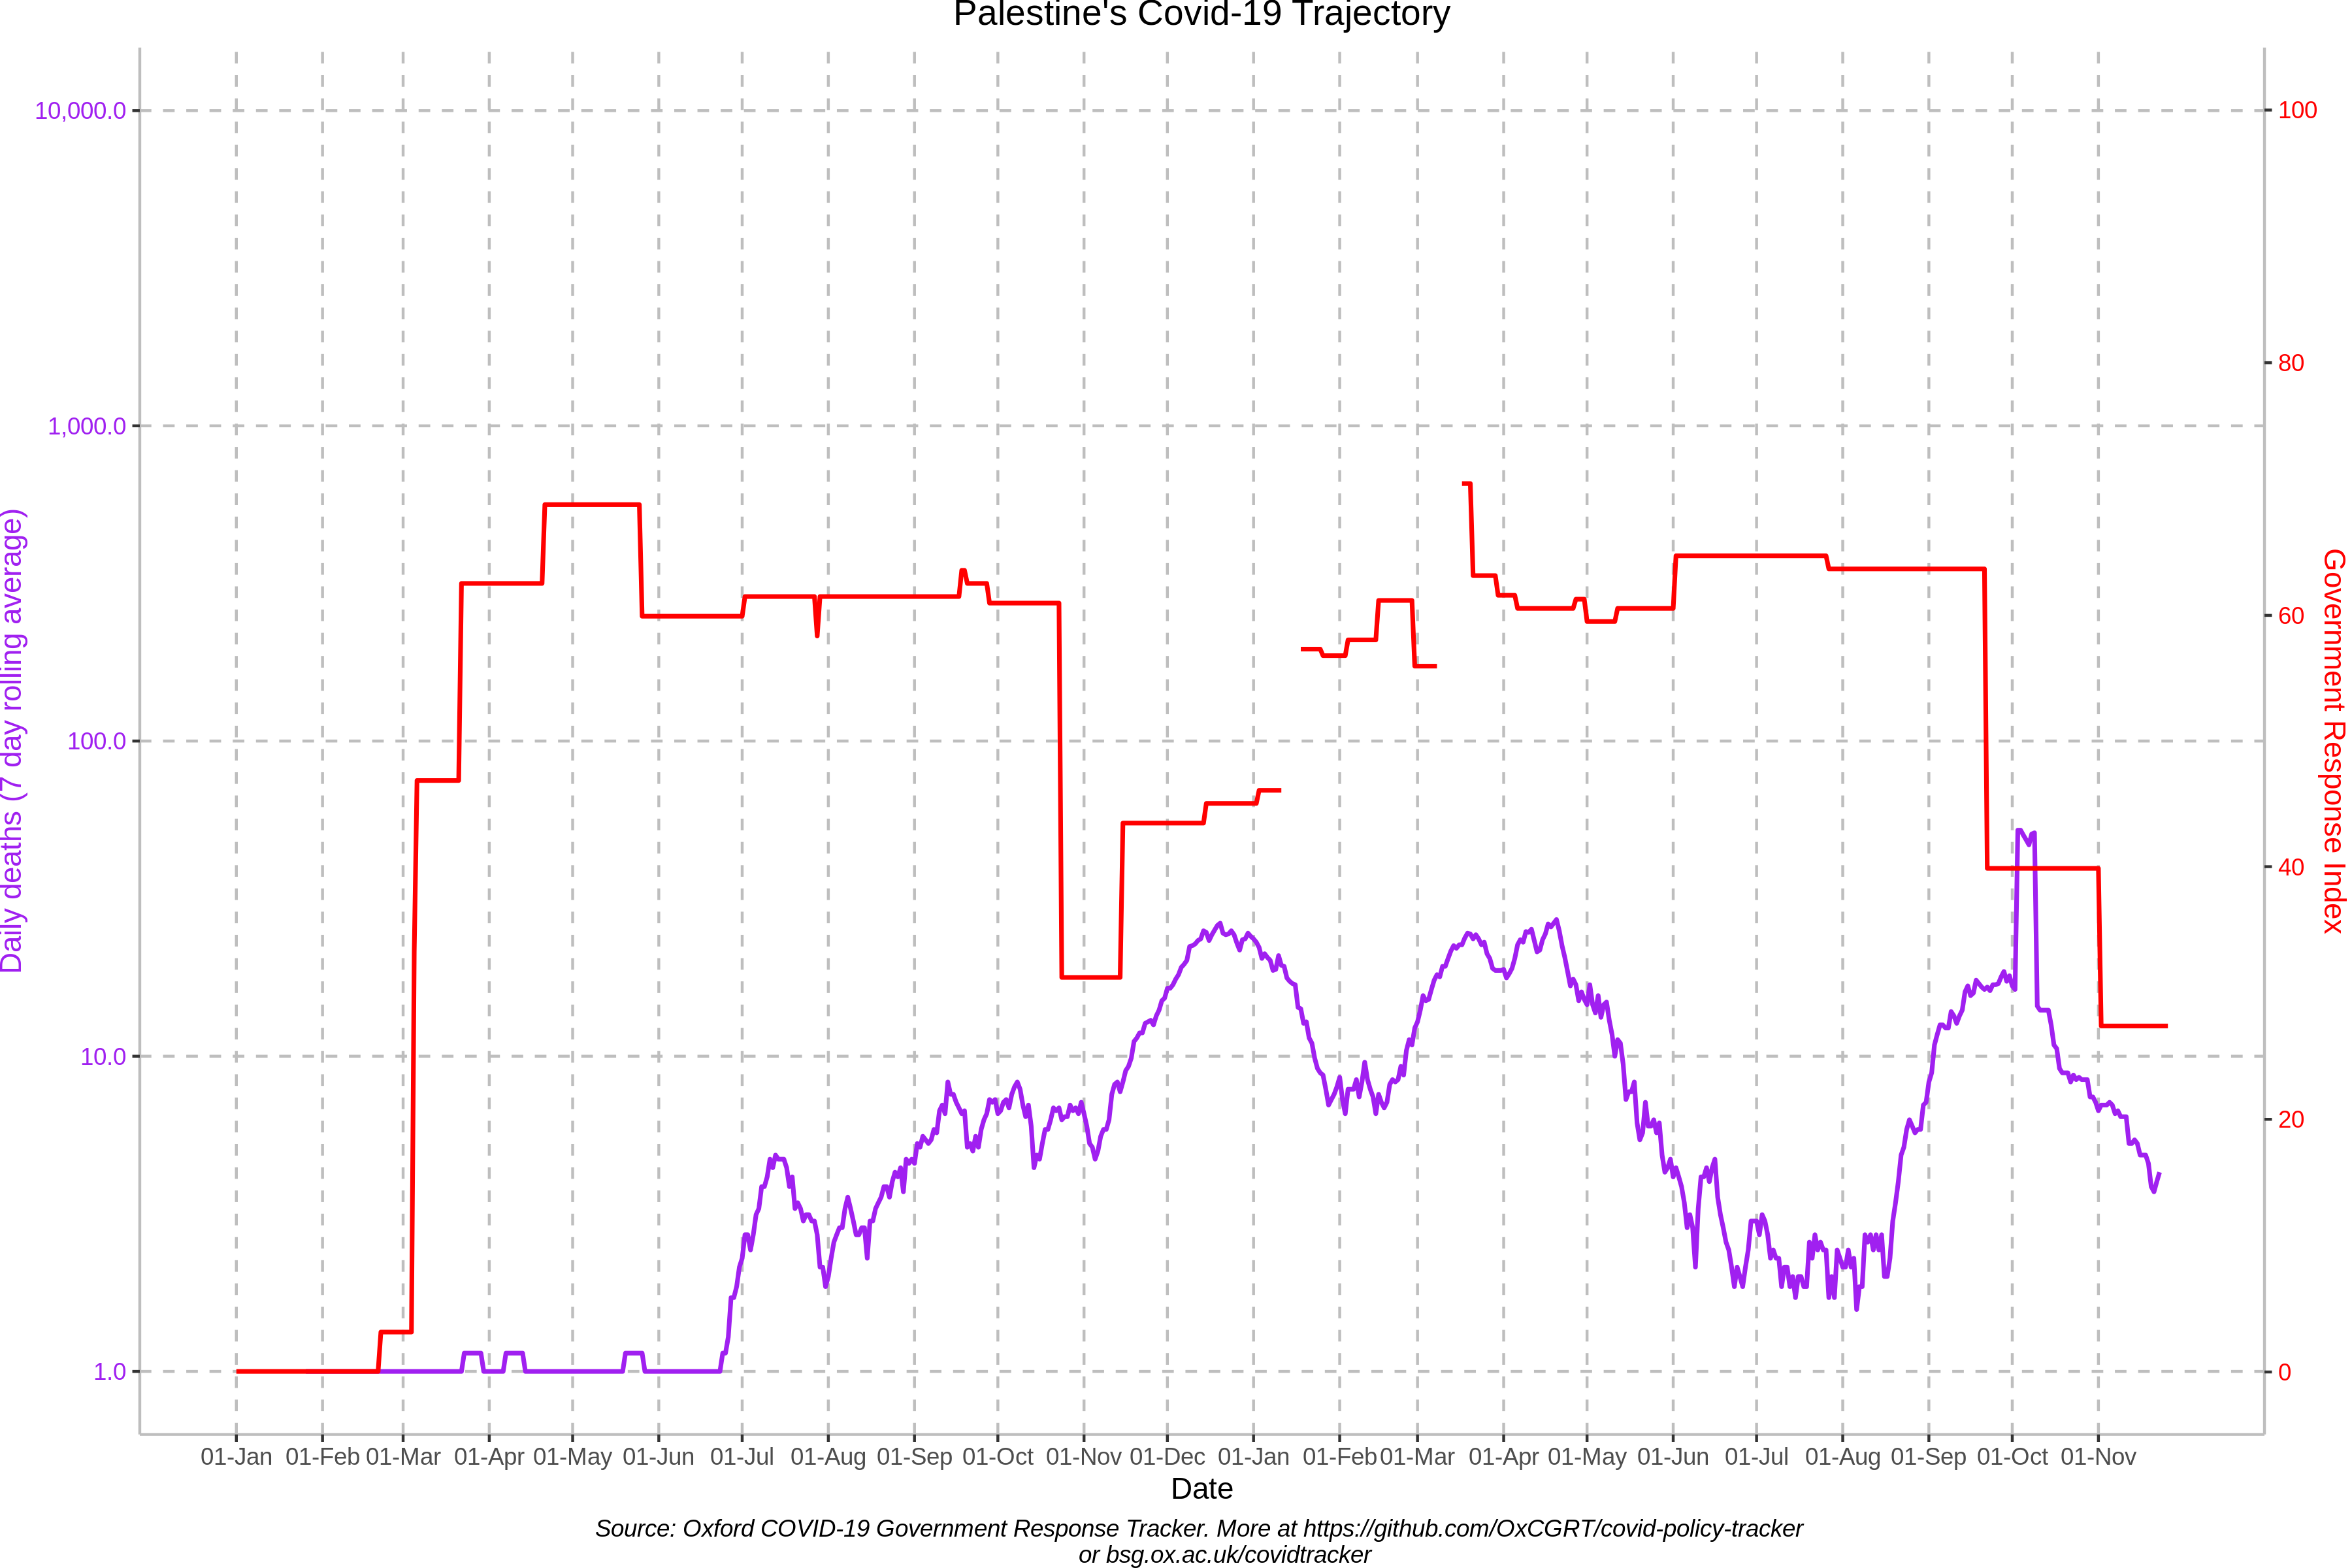 Palestine's Covid-19 Trajectory
Daily deaths (7 day rolling average)
10,000.0
1,000.0
100.0
10.0
1.0
100
80
60
40
20
0
Government Response Index
01-Jan 01-Feb 01-Mar 01-Apr 01-May 01-Jun 01-Jul 01-Aug 01-Sep 01-Oct 01-Nov 01-Dec 01-Jan 01-Feb 01-Mar 01-Apr 01-May 01-Jun 01-Jul 01-Aug 01-Sep 01-Oct 01-Nov
Date
Source: Oxford COVID-19 Government Response Tracker. More at https://github.com/OxCGRT/covid-policy-tracker
or bsg.ox.ac.uk/covidtracker